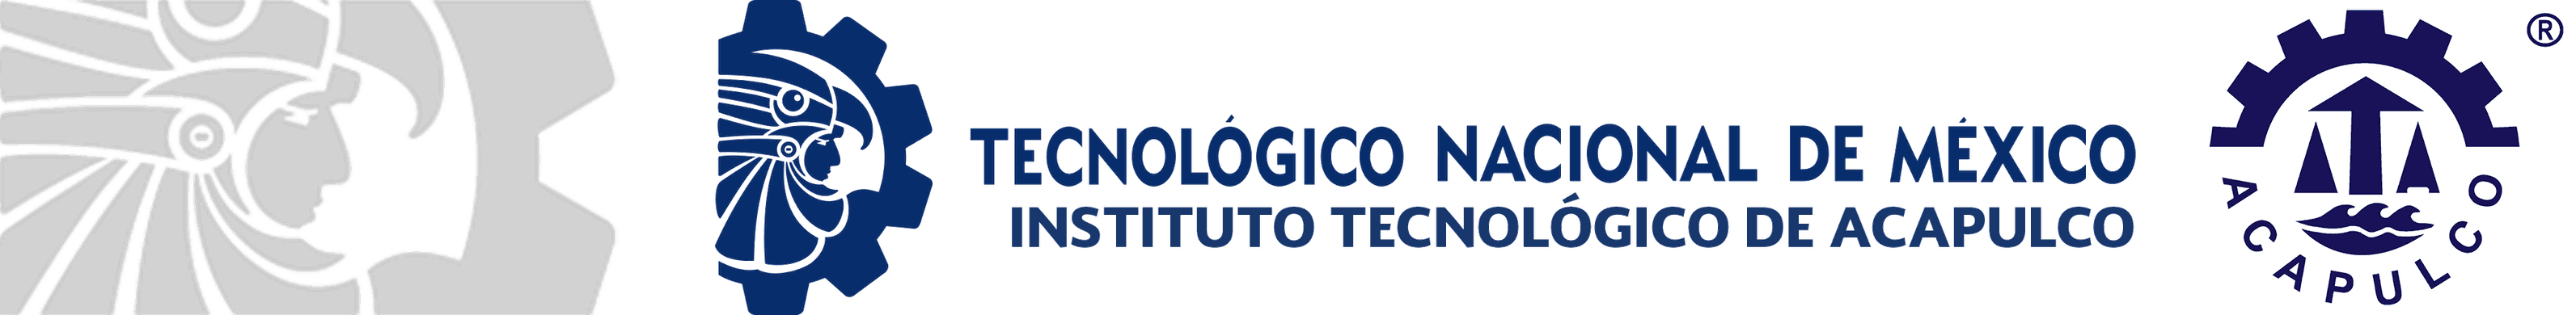 TECNOLÓGICO NACIONAL DE MÉXICO
INSTITUTO TECNOLÓGICO DE ACAPULCO
®
ACAPULCO